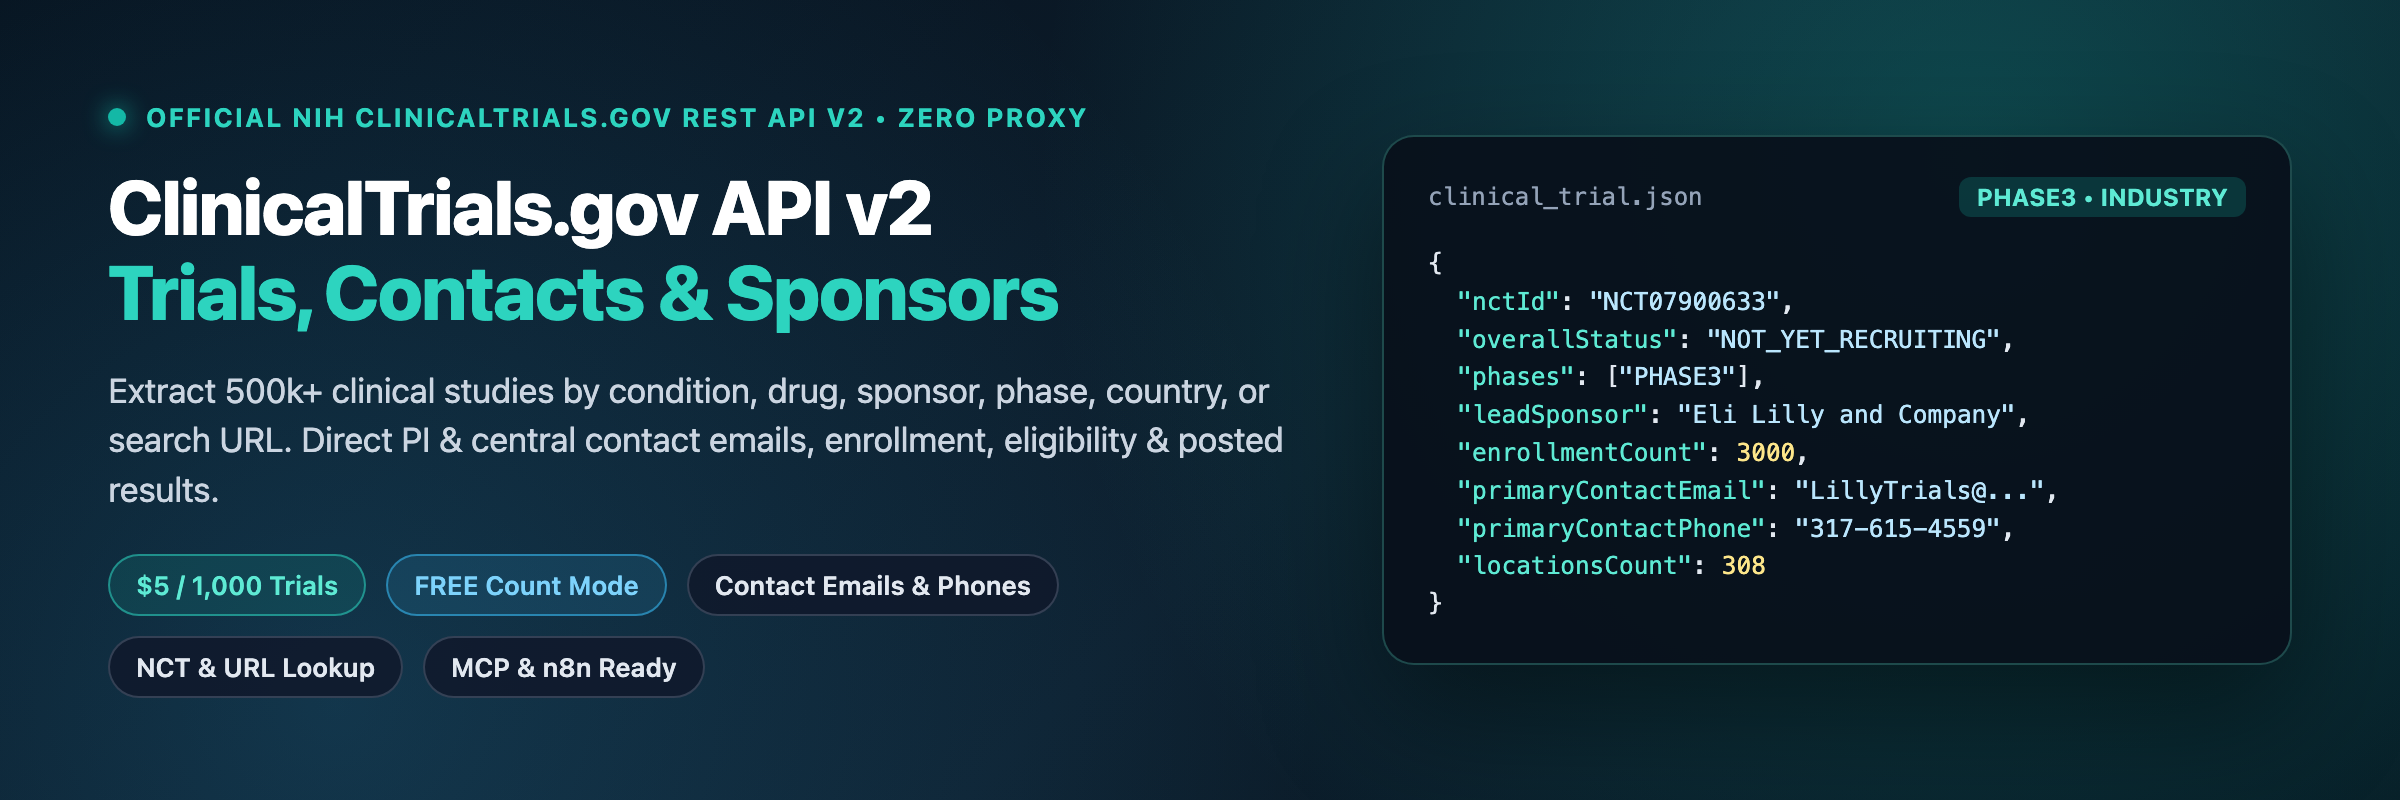 OFFICIAL NIH CLINICALTRIALS.GOV REST API V2 • ZERO PROXY
ClinicalTrials.gov API v2
Trials, Contacts & Sponsors
Extract 500k+ clinical studies by condition, drug, sponsor, phase, country, or
search URL. Direct PI & central contact emails, enrollment, eligibility & posted
results.
$5 / 1,000 Trials
FREE Count Mode
Contact Emails & Phones
NCT & URL Lookup
MCP & n8n Ready
clinical_trial.json
PHASE3 • INDUSTRY
{
"nctId": "NCT07900633",
"overallStatus": "NOT_YET_RECRUITING",
"phases": ["PHASE3"],
"leadSponsor": "Eli Lilly and Company",
"enrollmentCount": 3000,
"primaryContactEmail": "LillyTrials@...",
"primaryContactPhone": "317-615-4559",
"locationsCount": 308
}